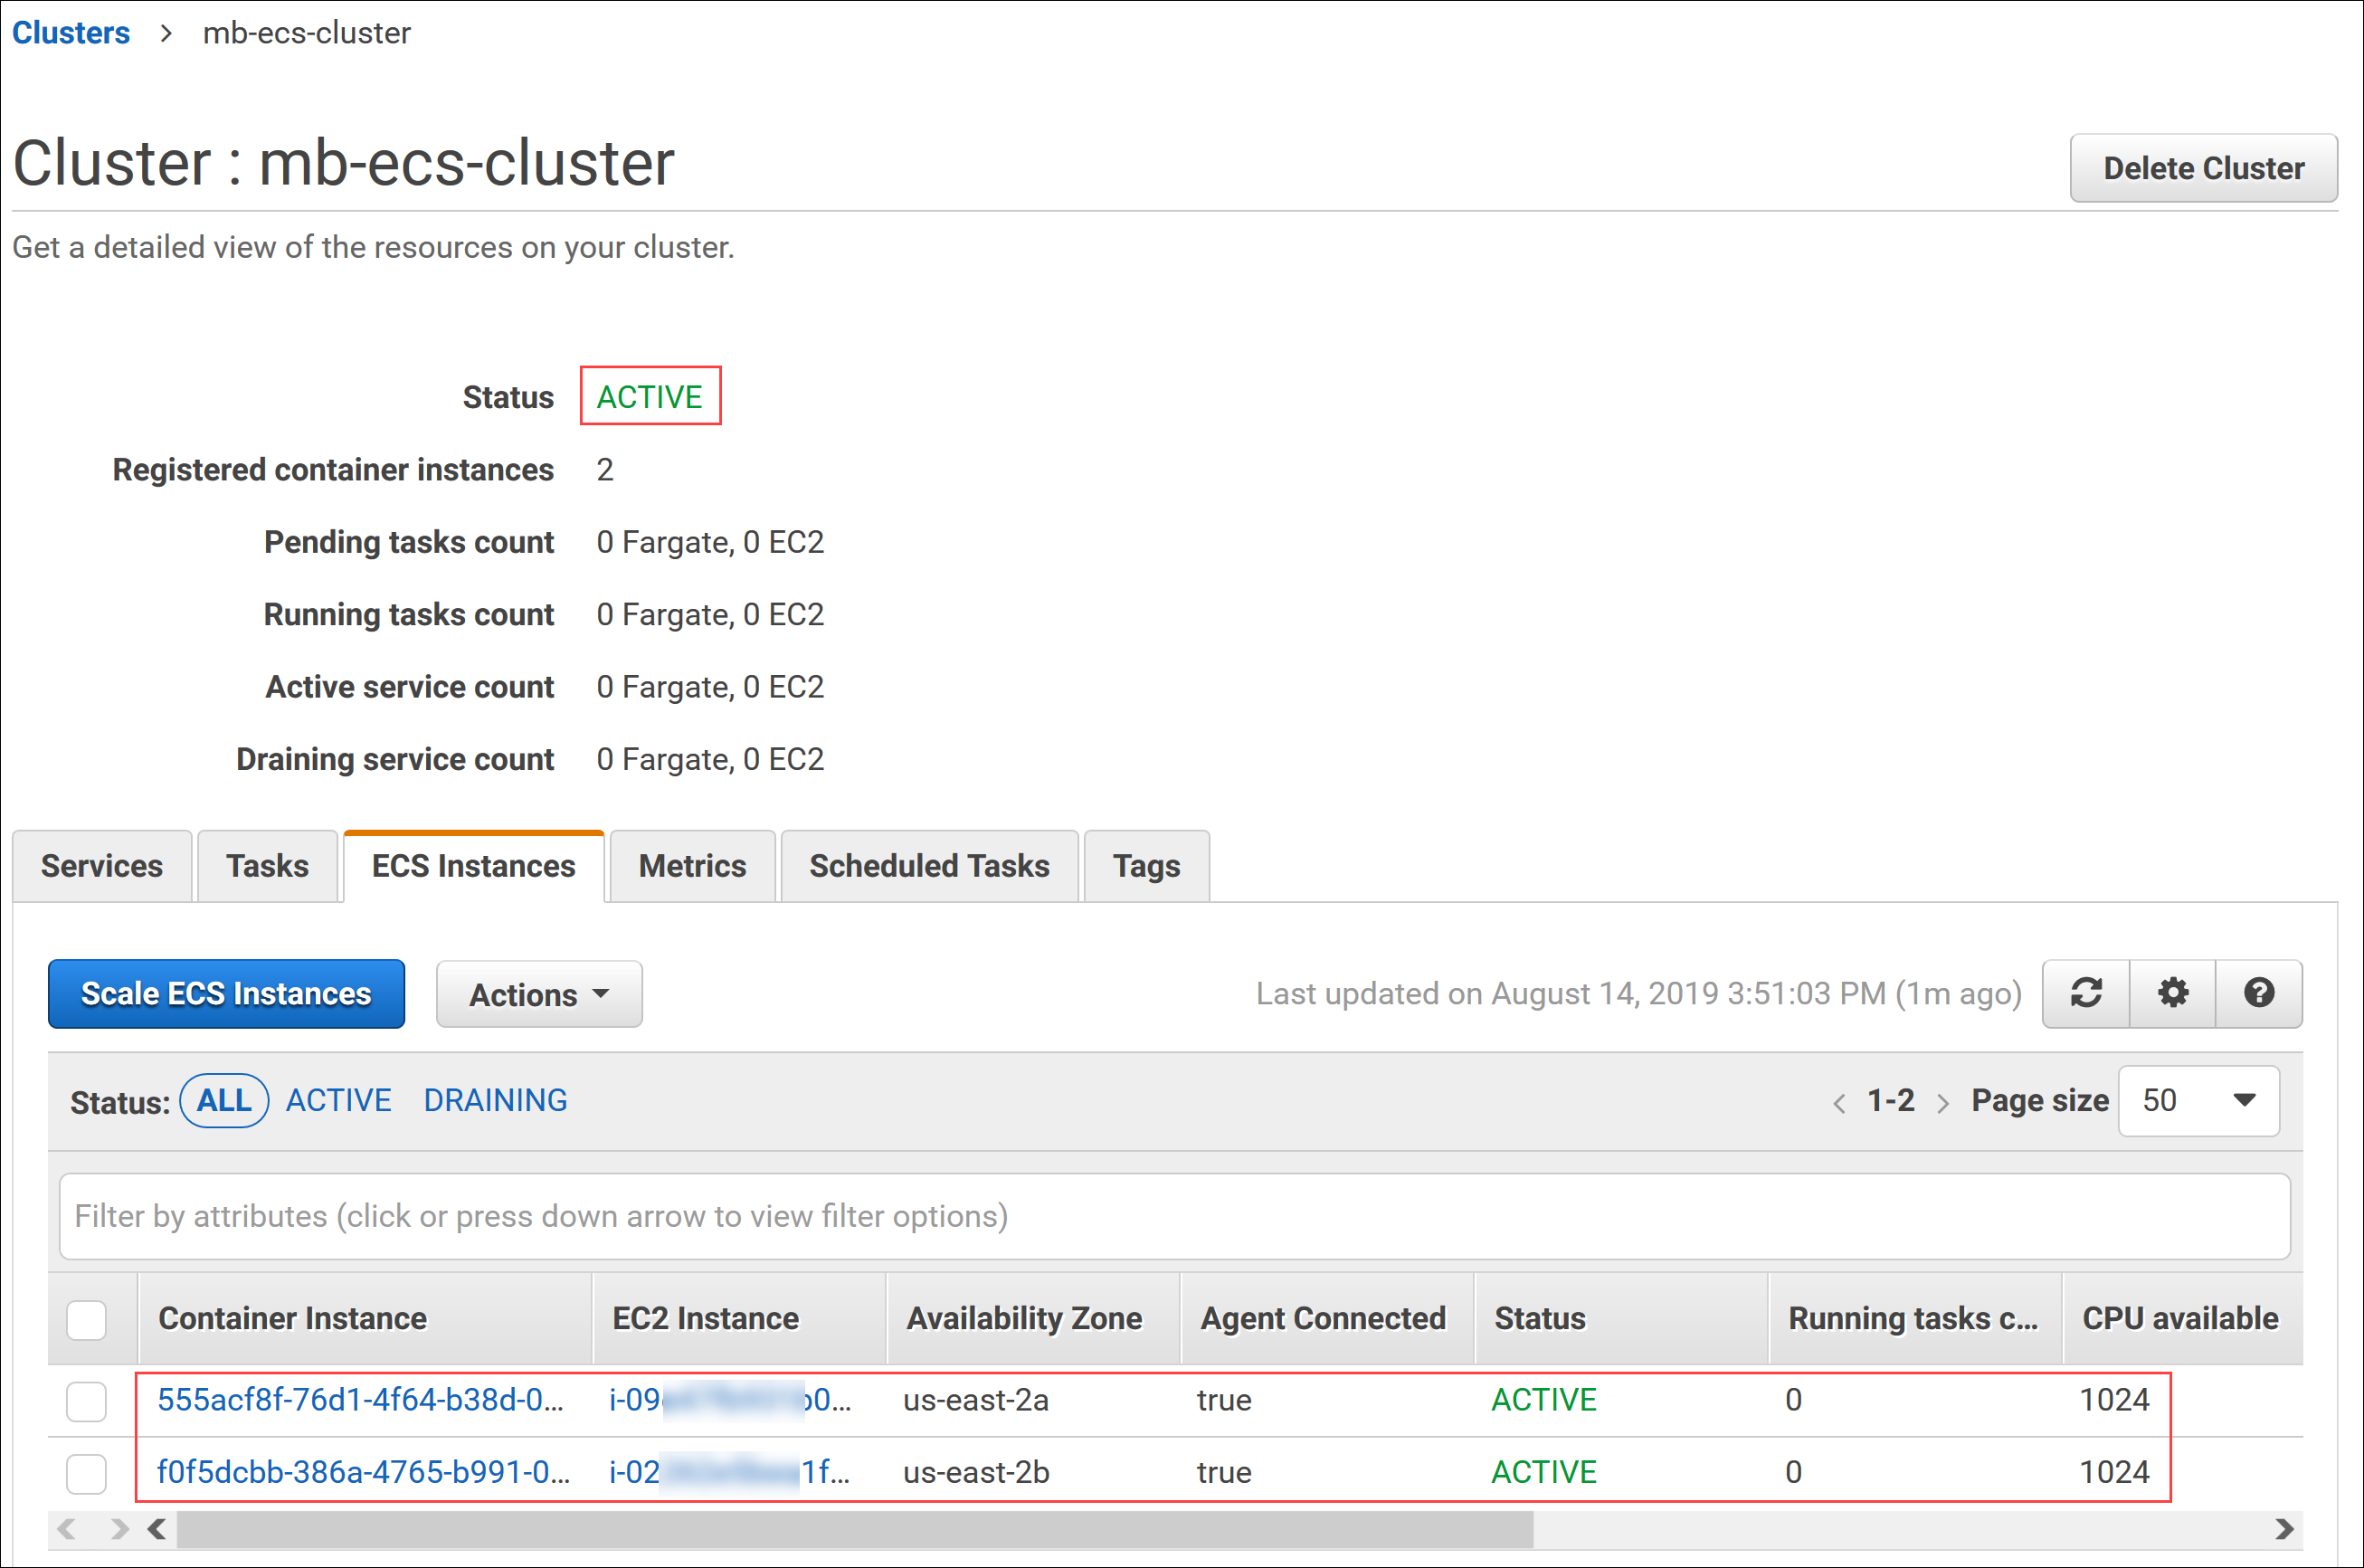 Clusters > mb-ecs-cluster
Cluster : mb-ecs-cluster
Delete Cluster
Get a detailed view of the resources on your cluster.
Status ACTIVE
Registered container instances 2
Pending tasks count 0 Fargate, 0 EC2
Running tasks count 0 Fargate, 0 EC2
Active service count 0 Fargate, 0 EC2
Draining service count 0 Fargate, 0 EC2
Services Tasks ECS Instances Metrics Scheduled Tasks Tags
Scale ECS Instances Actions Last updated on August 14, 2019 3:51:03 PM (1m ago)
Status: ALL ACTIVE DRAINING < 1-2 > Page size 50
Filter by attributes (click or press down arrow to view filter options)
Container Instance EC2 Instance Availability Zone Agent Connected Status Running tasks c... CPU available
555acf8f-76d1-4f64-b38d-0... us-east-2a true ACTIVE 0 1024
f0f5dcbb-386a-4765-b991-0... us-east-2b true ACTIVE 0 1024